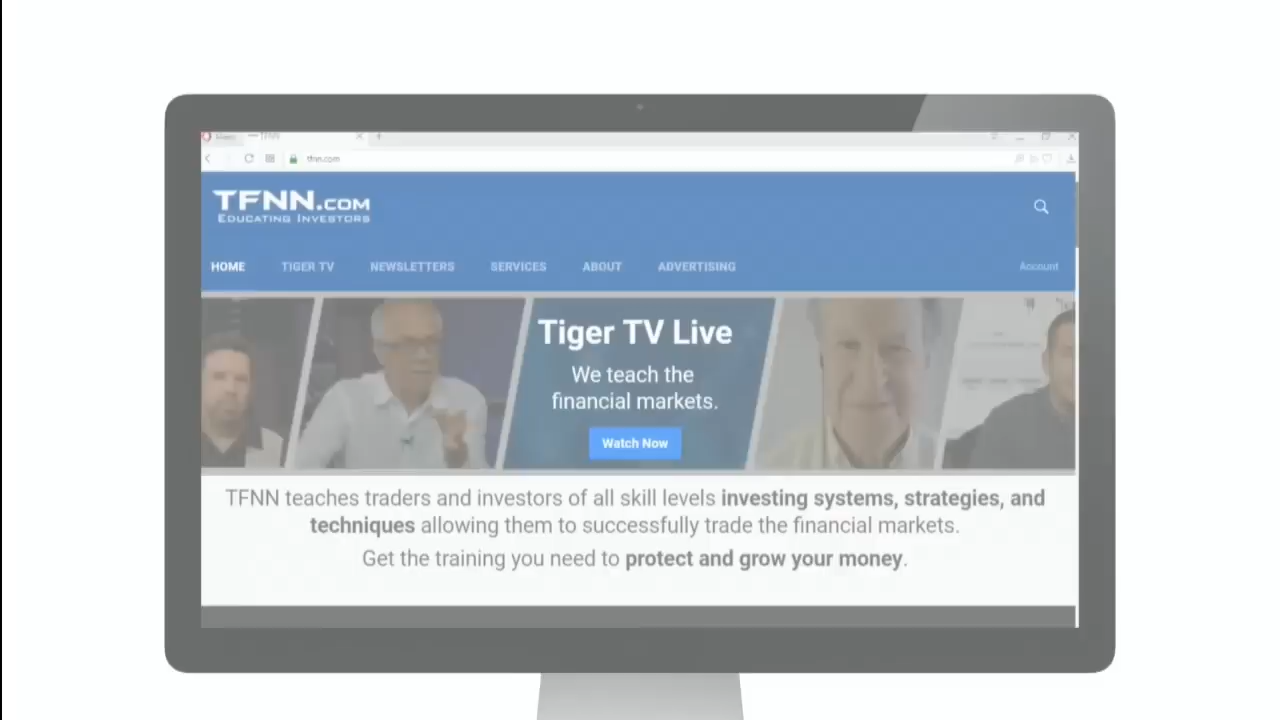 TFNN
tfnn.com
TFNN.COM
EDUCATING INVESTORS
HOME TIGER TV NEWSLETTERS SERVICES ABOUT ADVERTISING Account
Tiger TV Live
We teach the
financial markets.
Watch Now
TFNN teaches traders and investors of all skill levels investing systems, strategies, and
techniques allowing them to successfully trade the financial markets.
Get the training you need to protect and grow your money.